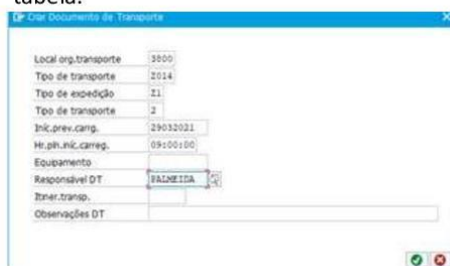 tabela:
Criar Documento de Transporte
Local org.transporte 3800
Tipo de transporte Z014
Tipo de expedição Z1
Tipo de transporte 2
Iníc.prev.carrg. 29032021
Hr.pln.iníc.carreg. 09:00:00
Equipamento
Responsável DT PALMEIDA
Itiner.transp.
Observações DT